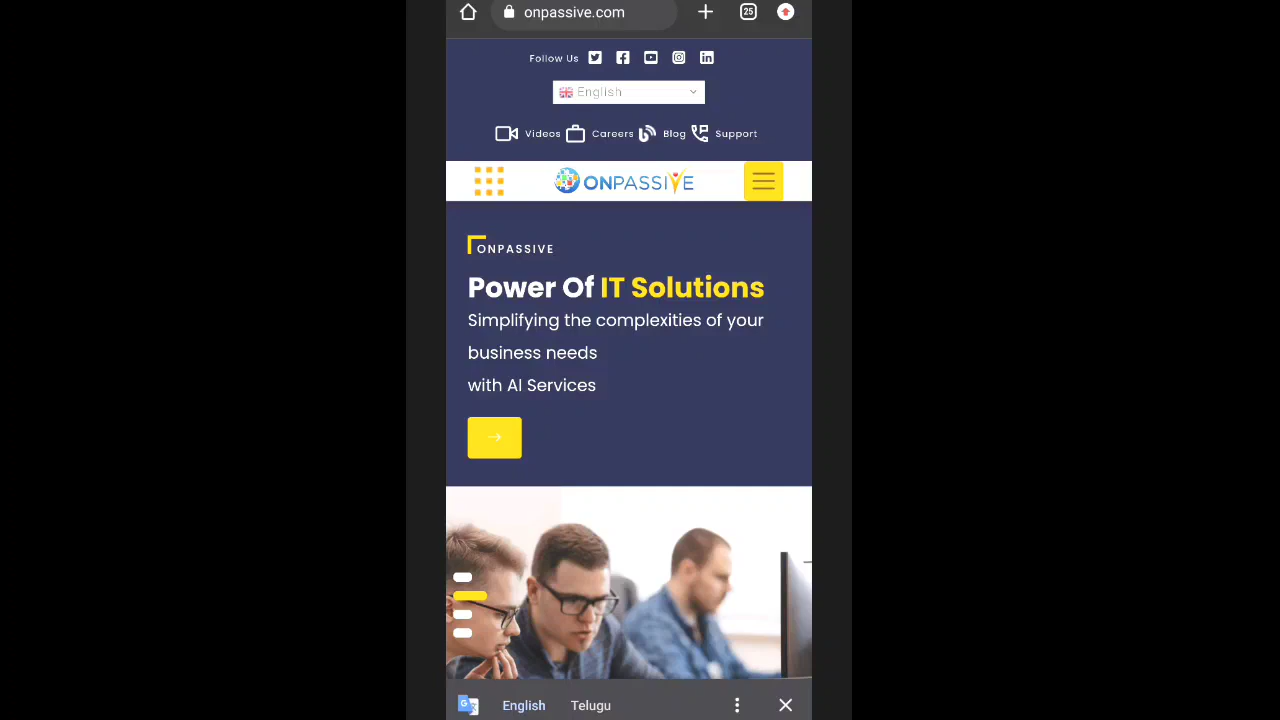 onpassive.com
25
Follow Us
English
Videos Careers Blog Support
ONPASSIVE
ONPASSIVE
Power Of IT Solutions
Simplifying the complexities of your
business needs
with AI Services
English Telugu